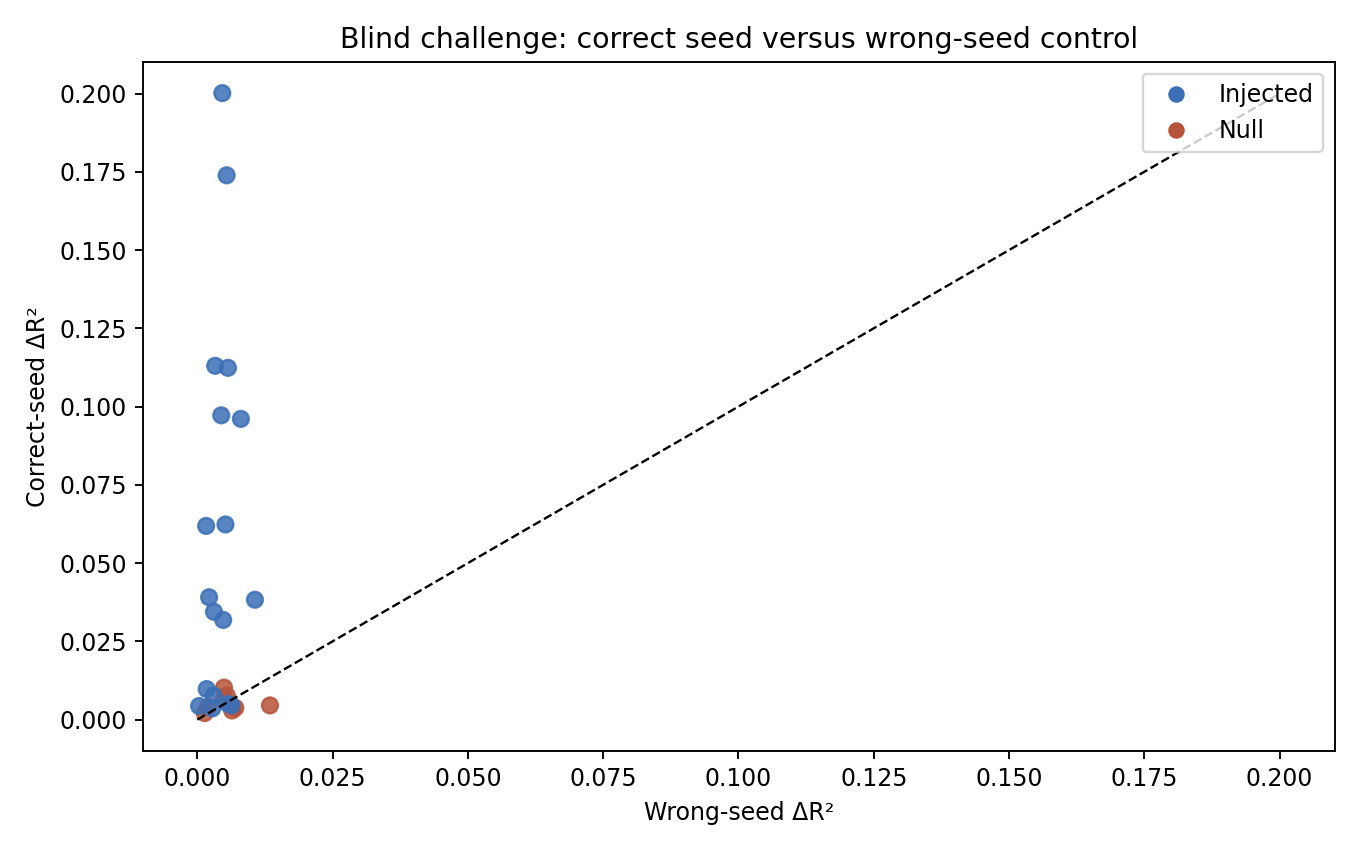 Blind challenge: correct seed versus wrong-seed control
Injected
Null
0.200
0.175
0.150
0.125
0.100
0.075
0.050
0.025
0.000
Correct-seed ΔR²
0.000 0.025 0.050 0.075 0.100 0.125 0.150 0.175 0.200
Wrong-seed ΔR²